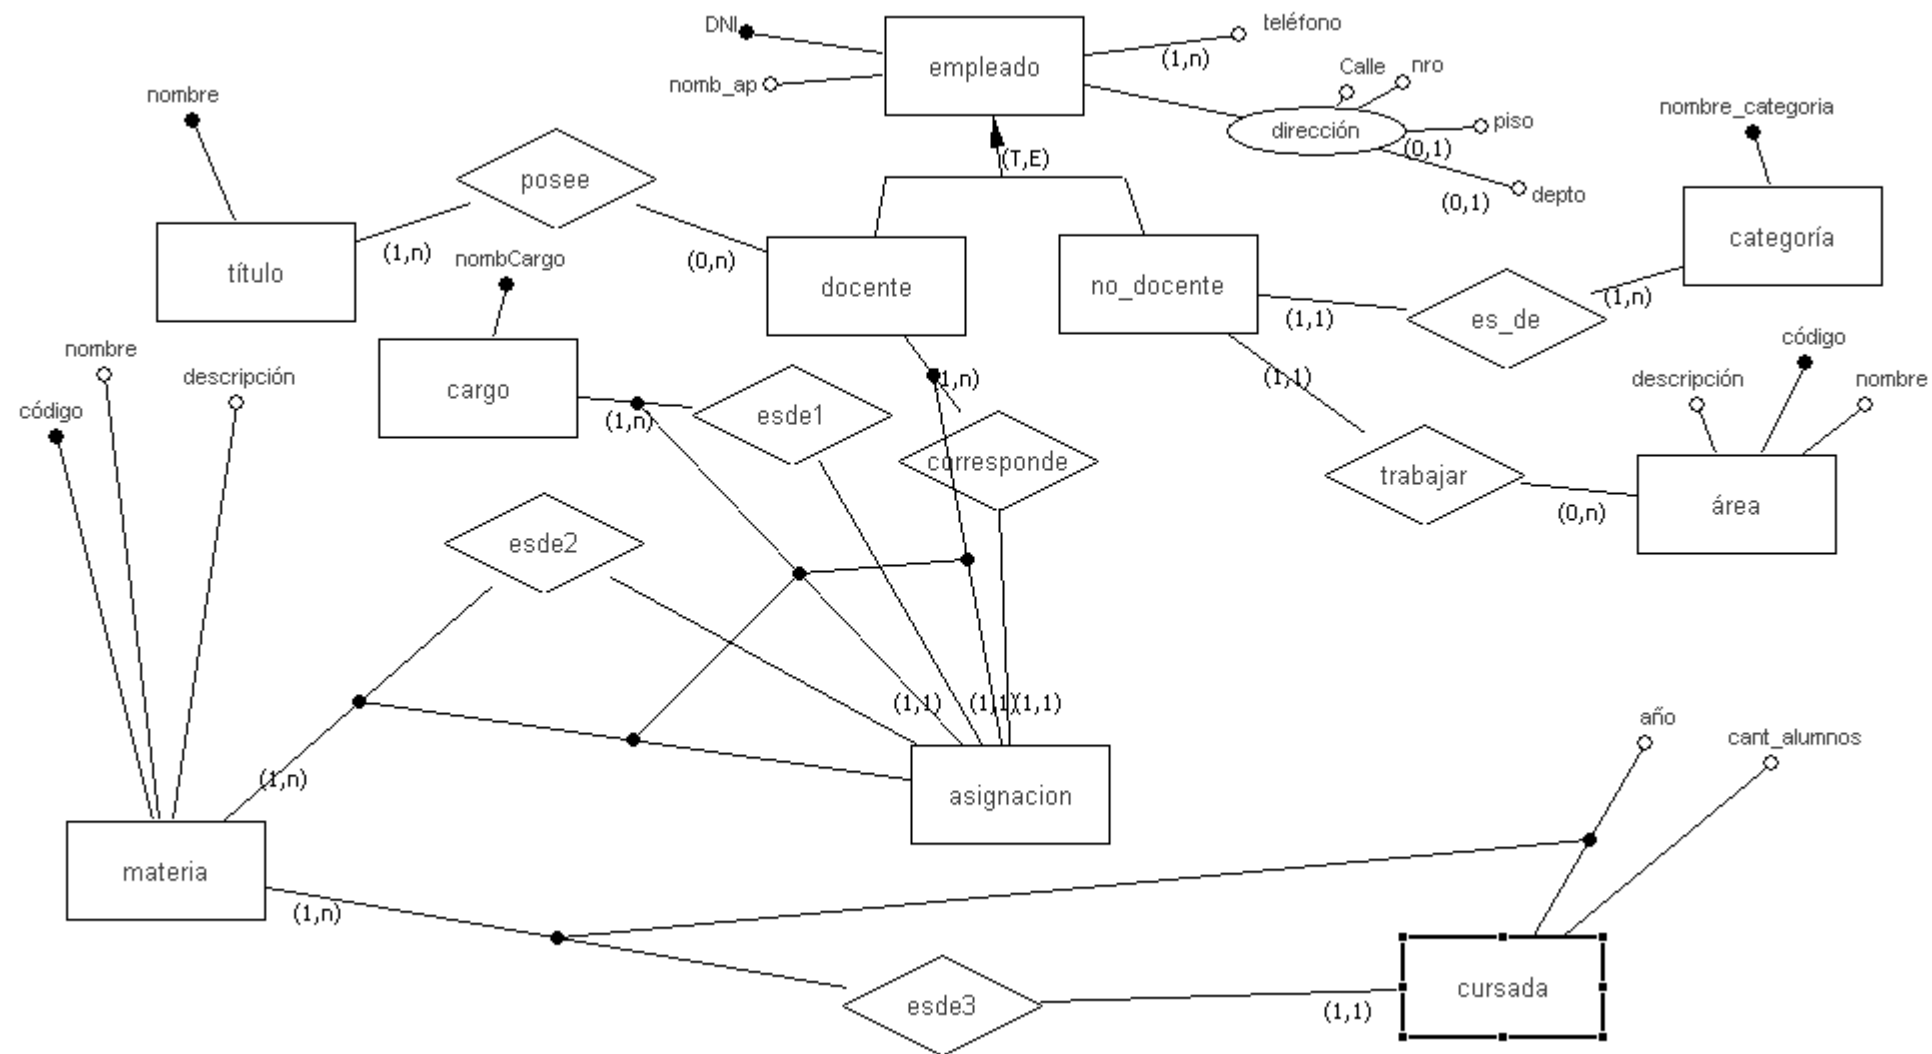 DNI
empleado
teléfono
(1,n)
nomb_ap
Calle
nro
dirección
piso
(0,1)
depto
(0,1)
(T,E)
nombre
posee
título
(1,n)
(0,n)
nombre_categoria
categoría
docente
no_docente
(1,1)
es_de
(1,n)
nombCargo
cargo
(1,n)
esde1
(1,n)
corresponde
(1,1)
trabajar
(0,n)
código
descripción
nombre
área
nombre
descripción
código
esde2
(1,n)
(1,1)
(1,1)
(1,1)
asignacion
materia
(1,n)
año
cant_alumnos
esde3
(1,1)
cursada